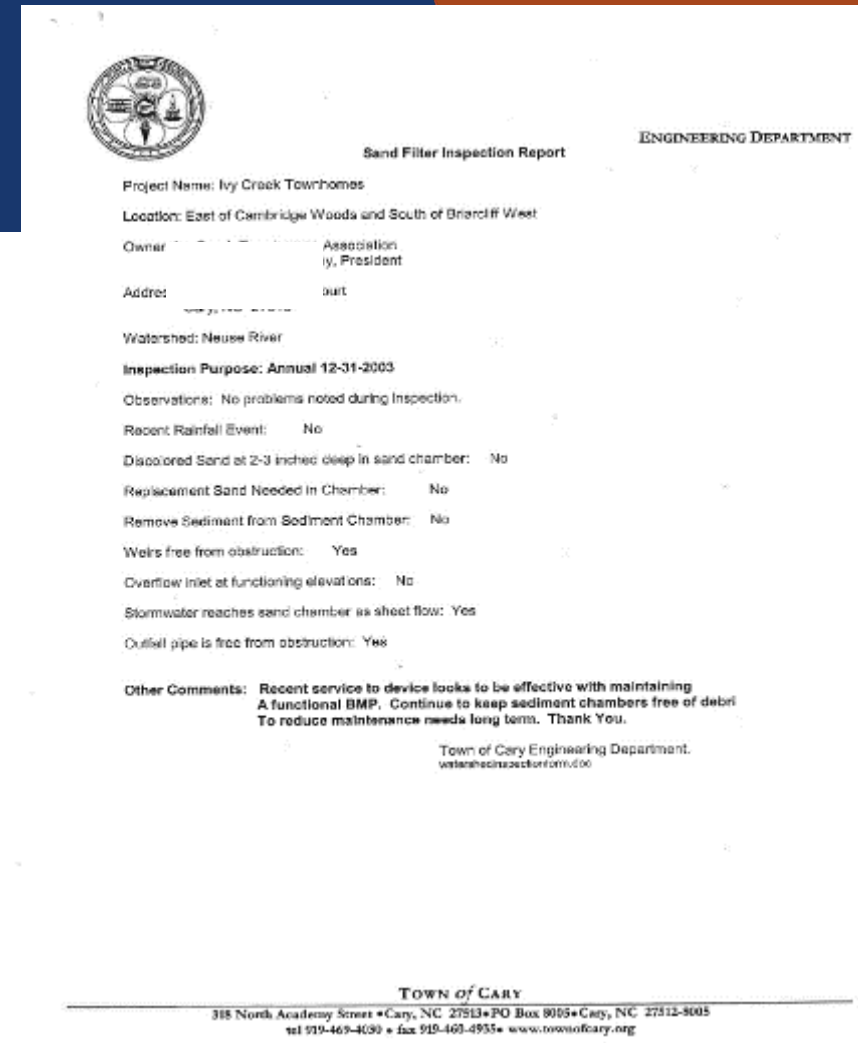 ENGINEERING DEPARTMENT
Sand Filter Inspection Report
Project Name: Ivy Creek Townhomes
Location: East of Cambridge Woods and South of Briarcliff West
Owner Association
y, President
Addres ourt
Watershed: Neuse River
Inspection Purpose: Annual 12-31-2003
Observations: No problems noted during Inspection.
Recent Rainfall Event: No
Discolored Sand at 2-3 inched deep in sand chamber: No
Replacement Sand Needed in Chamber: No
Remove Sediment from Sediment Chamber: No
Weirs free from obstruction: Yes
Overflow inlet at functioning elevations: No
Stormwater reaches sand chamber as sheet flow: Yes
Outfall pipe is free from obstruction: Yes
Other Comments: Recent service to device looks to be effective with maintaining
A functional BMP. Continue to keep sediment chambers free of debri
To reduce maintenance needs long term. Thank You.
Town of Cary Engineering Department.
watershedinspectionform.doc
TOWN of CARY
318 North Academy Street • Cary, NC 27513 • PO Box 8005 • Cary, NC 27512-8005
tel 919-469-4030 • fax 919-460-4935 • www.townofcary.org